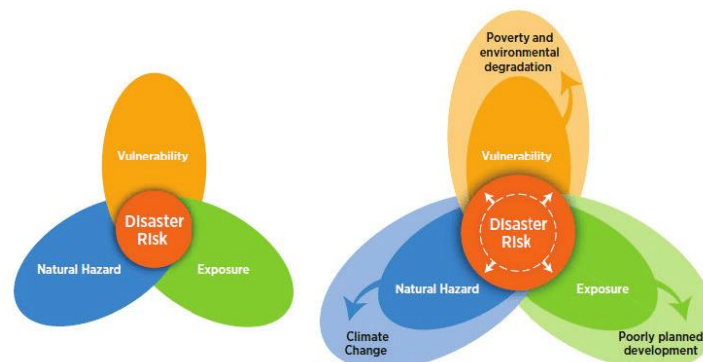 Vulnerability
Disaster
Risk
Natural Hazard
Exposure
Poverty and
environmental
degradation
Vulnerability
Disaster
Risk
Natural Hazard
Exposure
Climate
Change
Poorly planned
development